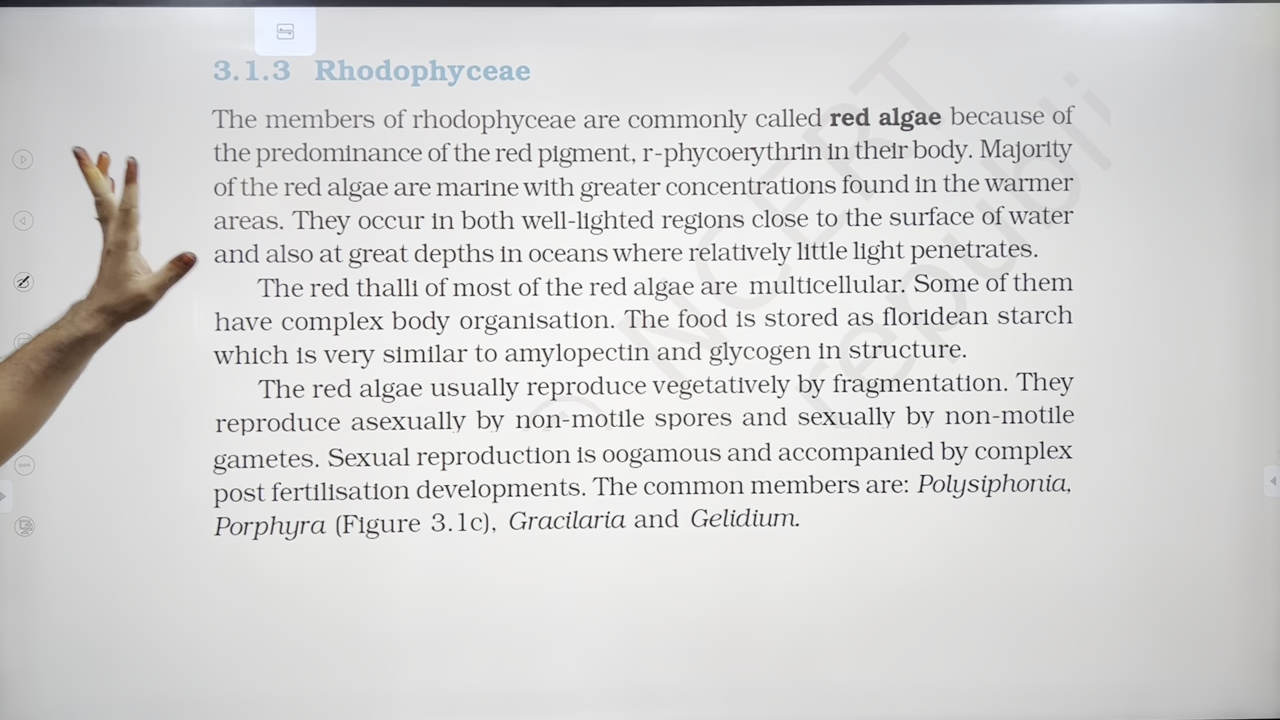 3.1.3 Rhodophyceae
The members of rhodophyceae are commonly called red algae because of
the predominance of the red pigment, r-phycoerythrin in their body. Majority
of the red algae are marine with greater concentrations found in the warmer
areas. They occur in both well-lighted regions close to the surface of water
and also at great depths in oceans where relatively little light penetrates.
The red thalli of most of the red algae are multicellular. Some of them
have complex body organisation. The food is stored as floridean starch
which is very similar to amylopectin and glycogen in structure.
The red algae usually reproduce vegetatively by fragmentation. They
reproduce asexually by non-motile spores and sexually by non-motile
gametes. Sexual reproduction is oogamous and accompanied by complex
post fertilisation developments. The common members are: Polysiphonia,
Porphyra (Figure 3.1c), Gracilaria and Gelidium.
NCERT